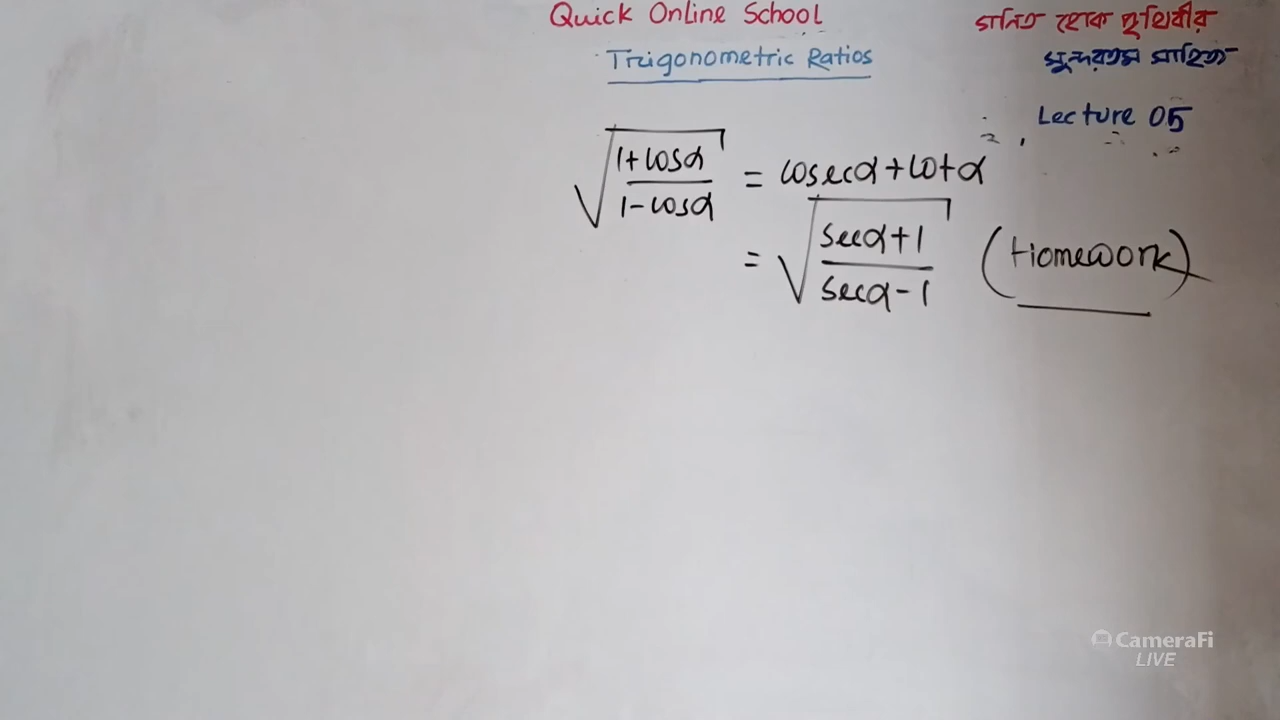 Quick Online School
গনিত হোক পৃথিবীর
Trigonometric Ratios
সুন্দরতম সাহিত্য
Lecture 05
√((1+cosα)/(1-cosα)) = cosecα+cotα
= √((secα+1)/(secα-1)) (Homework)
CameraFi
LIVE